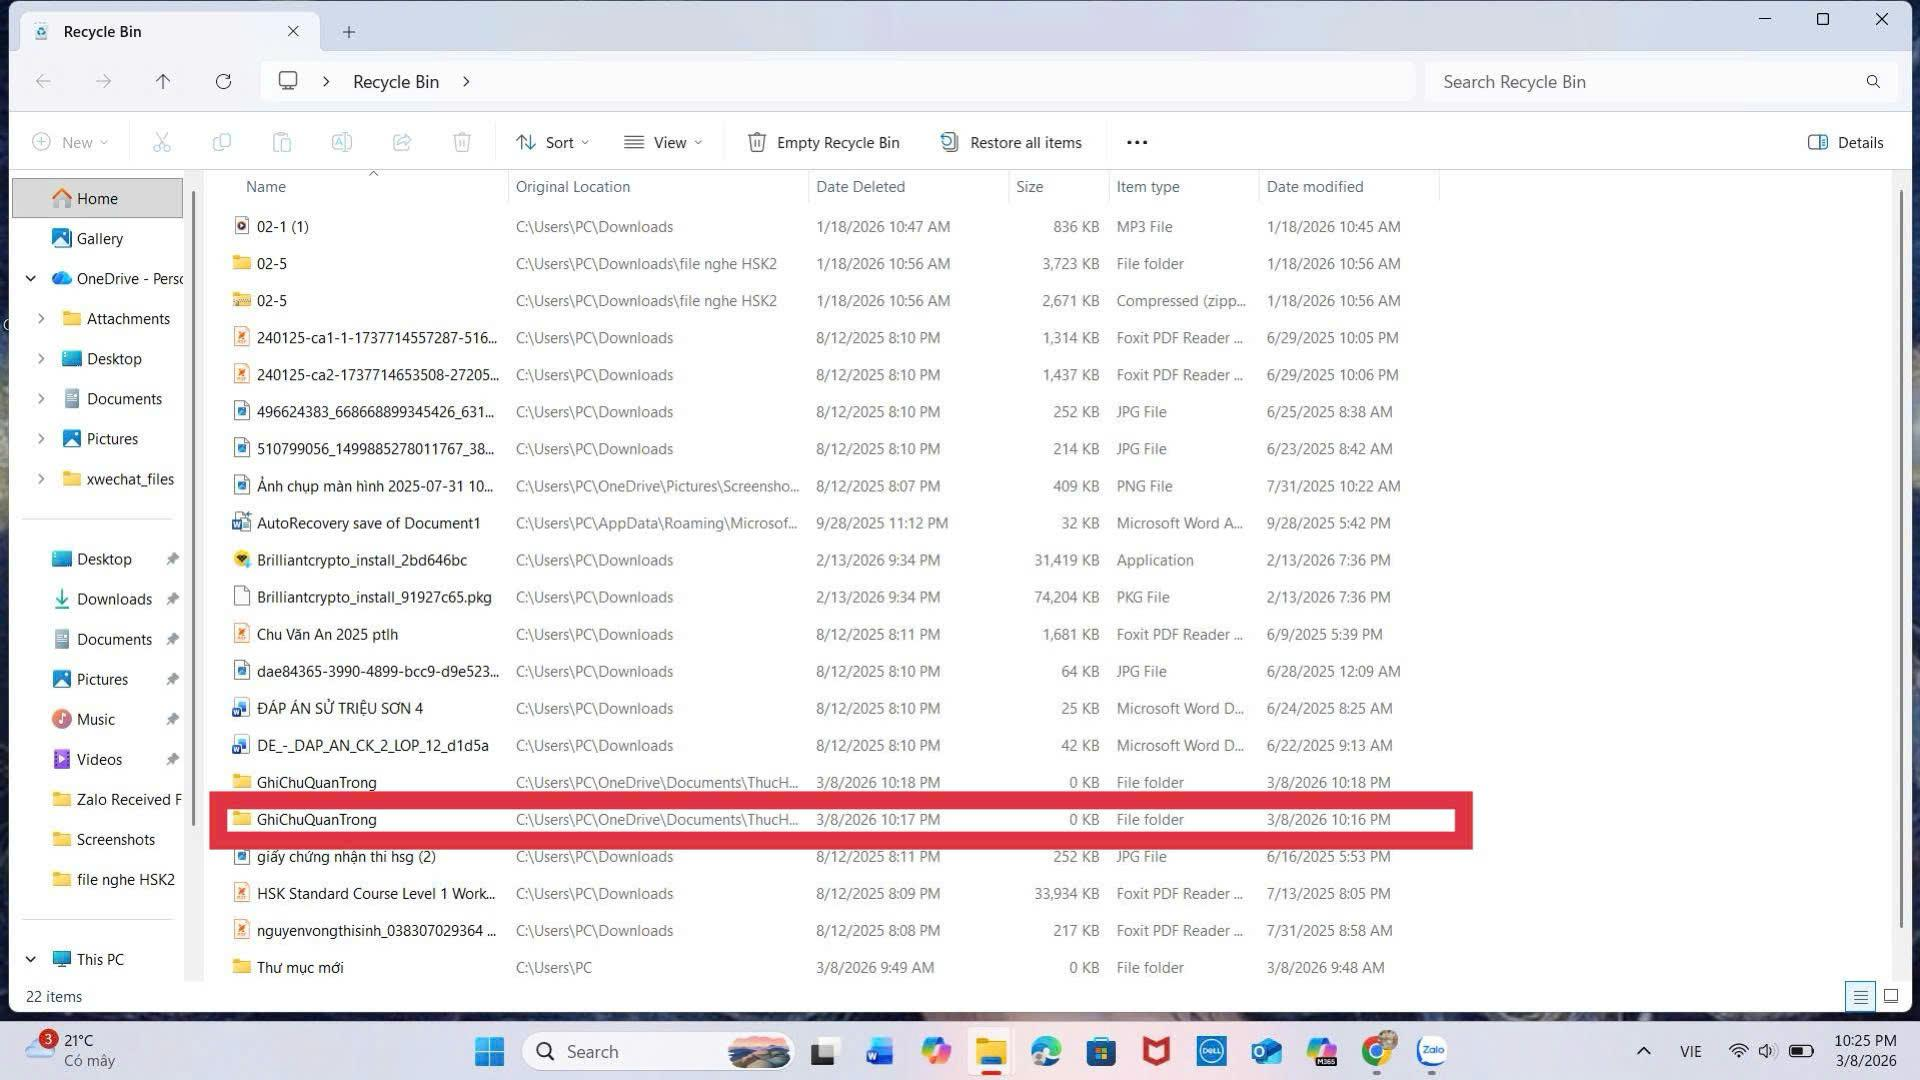 Recycle Bin
Recycle Bin
Search Recycle Bin
New
Sort
View
Empty Recycle Bin
Restore all items
Details
Home
Gallery
OneDrive - Perso
Attachments
Desktop
Documents
Pictures
xwechat_files
Desktop
Downloads
Documents
Pictures
Music
Videos
Zalo Received F
Screenshots
file nghe HSK2
This PC
Name Original Location Date Deleted Size Item type Date modified
02-1 (1) C:\Users\PC\Downloads 1/18/2026 10:47 AM 836 KB MP3 File 1/18/2026 10:45 AM
02-5 C:\Users\PC\Downloads\file nghe HSK2 1/18/2026 10:56 AM 3,723 KB File folder 1/18/2026 10:56 AM
02-5 C:\Users\PC\Downloads\file nghe HSK2 1/18/2026 10:56 AM 2,671 KB Compressed (zipp... 1/18/2026 10:56 AM
240125-ca1-1-1737714557287-516... C:\Users\PC\Downloads 8/12/2025 8:10 PM 1,314 KB Foxit PDF Reader ... 6/29/2025 10:05 PM
240125-ca2-1737714653508-27205... C:\Users\PC\Downloads 8/12/2025 8:10 PM 1,437 KB Foxit PDF Reader ... 6/29/2025 10:06 PM
496624383_668668899345426_631... C:\Users\PC\Downloads 8/12/2025 8:10 PM 252 KB JPG File 6/25/2025 8:38 AM
510799056_1499885278011767_38... C:\Users\PC\Downloads 8/12/2025 8:10 PM 214 KB JPG File 6/23/2025 8:42 AM
Ảnh chụp màn hình 2025-07-31 10... C:\Users\PC\OneDrive\Pictures\Screensho... 8/12/2025 8:07 PM 409 KB PNG File 7/31/2025 10:22 AM
AutoRecovery save of Document1 C:\Users\PC\AppData\Roaming\Microsof... 9/28/2025 11:12 PM 32 KB Microsoft Word A... 9/28/2025 5:42 PM
Brilliantcrypto_install_2bd646bc C:\Users\PC\Downloads 2/13/2026 9:34 PM 31,419 KB Application 2/13/2026 7:36 PM
Brilliantcrypto_install_91927c65.pkg C:\Users\PC\Downloads 2/13/2026 9:34 PM 74,204 KB PKG File 2/13/2026 7:36 PM
Chu Văn An 2025 ptlh C:\Users\PC\Downloads 8/12/2025 8:11 PM 1,681 KB Foxit PDF Reader ... 6/9/2025 5:39 PM
dae84365-3990-4899-bcc9-d9e523... C:\Users\PC\Downloads 8/12/2025 8:10 PM 64 KB JPG File 6/28/2025 12:09 AM
ĐÁP ÁN SỬ TRIỆU SƠN 4 C:\Users\PC\Downloads 8/12/2025 8:10 PM 25 KB Microsoft Word D... 6/24/2025 8:25 AM
DE_-_DAP_AN_CK_2_LOP_12_d1d5a C:\Users\PC\Downloads 8/12/2025 8:10 PM 42 KB Microsoft Word D... 6/22/2025 9:13 AM
GhiChuQuanTrong C:\Users\PC\OneDrive\Documents\ThucH... 3/8/2026 10:18 PM 0 KB File folder 3/8/2026 10:18 PM
GhiChuQuanTrong C:\Users\PC\OneDrive\Documents\ThucH... 3/8/2026 10:17 PM 0 KB File folder 3/8/2026 10:16 PM
giấy chứng nhận thi hsg (2) C:\Users\PC\Downloads 8/12/2025 8:11 PM 252 KB JPG File 6/16/2025 5:53 PM
HSK Standard Course Level 1 Work... C:\Users\PC\Downloads 8/12/2025 8:09 PM 33,934 KB Foxit PDF Reader ... 7/13/2025 8:05 PM
nguyenvongthisinh_038307029364 ... C:\Users\PC\Downloads 8/12/2025 8:08 PM 217 KB Foxit PDF Reader ... 7/31/2025 8:58 AM
Thư mục mới C:\Users\PC 3/8/2026 9:49 AM 0 KB File folder 3/8/2026 9:48 AM
22 items
3
21°C
Có mây
Search
DELL
M365
Zalo
VIE
10:25 PM
3/8/2026